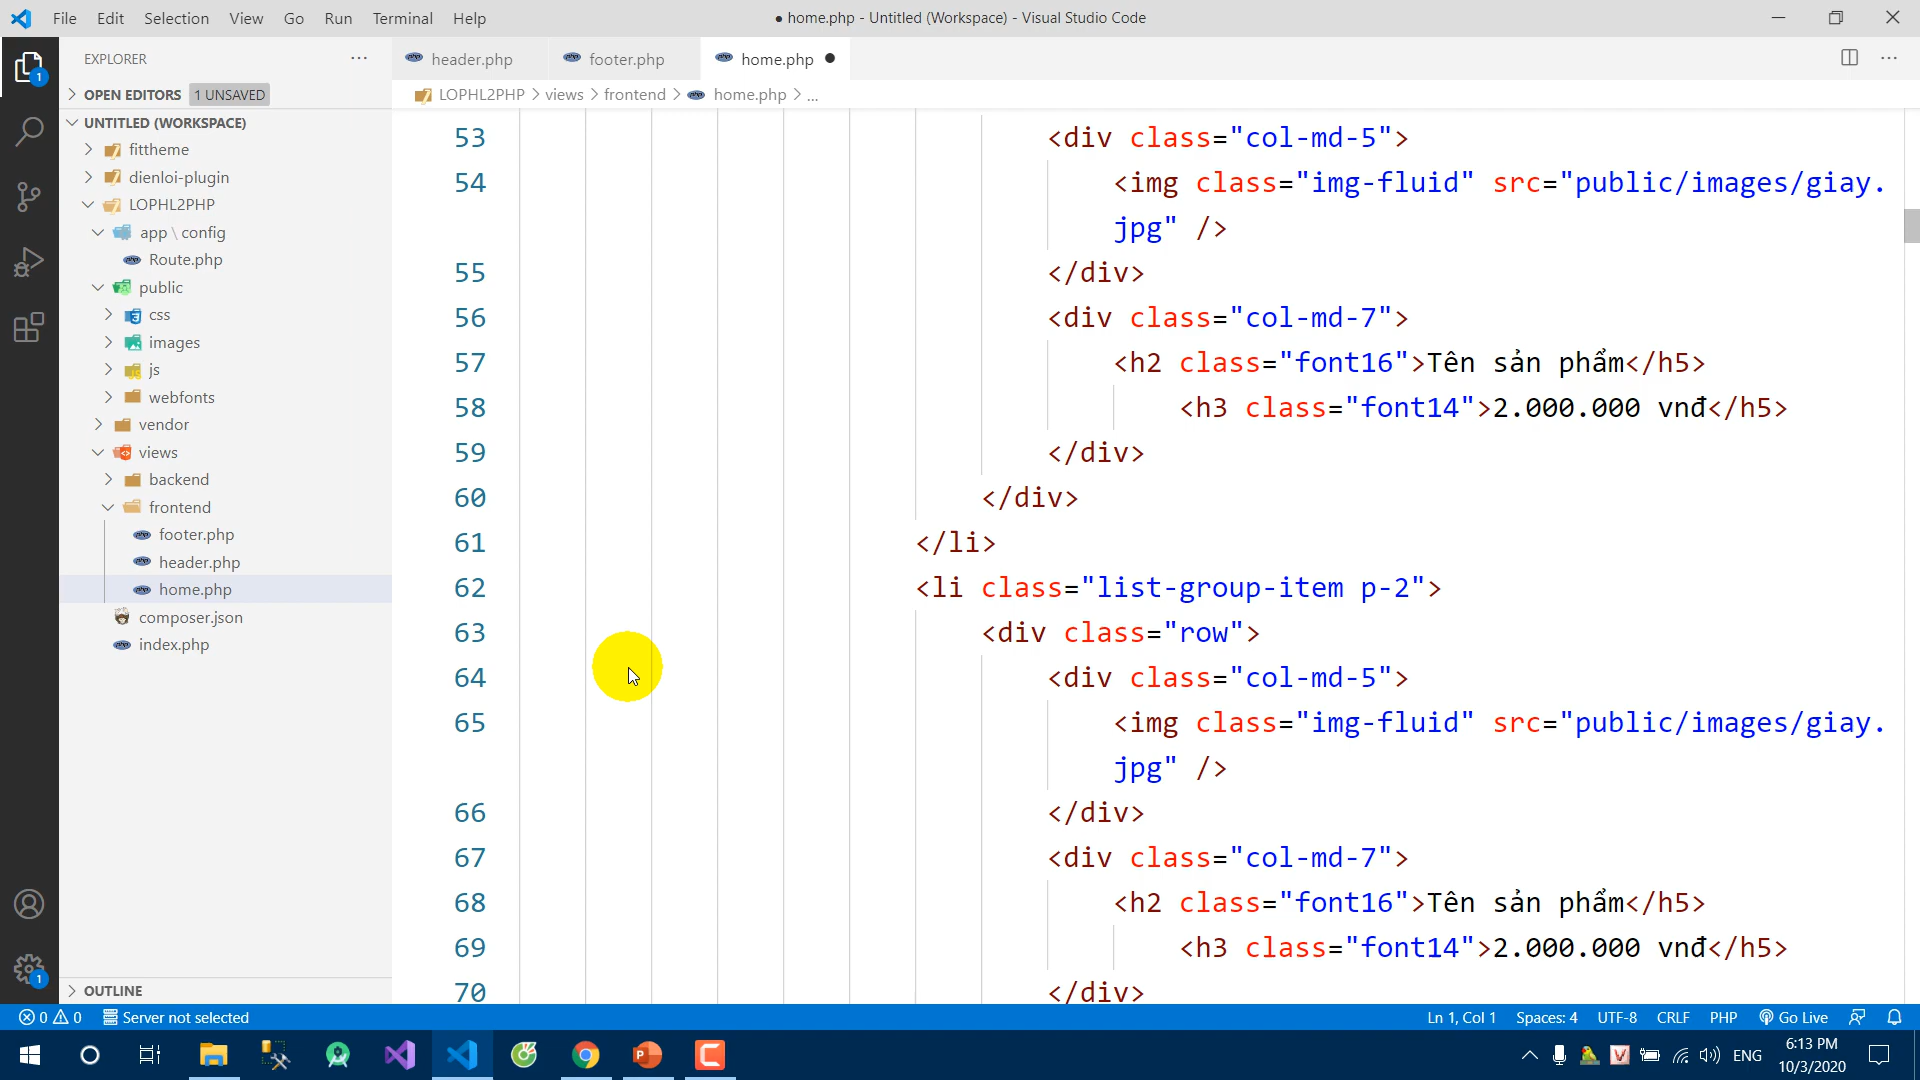 File Edit Selection View Go Run Terminal Help
● home.php - Untitled (Workspace) - Visual Studio Code
EXPLORER
OPEN EDITORS 1 UNSAVED
UNTITLED (WORKSPACE)
fittheme
dienloi-plugin
LOPHL2PHP
app \ config
Route.php
public
css
images
js
webfonts
vendor
views
backend
frontend
footer.php
header.php
home.php
composer.json
index.php
OUTLINE
header.php footer.php home.php ●
LOPHL2PHP > views > frontend > home.php > ...
53 <div class="col-md-5">
54 <img class="img-fluid" src="public/images/giay.
jpg" />
55 </div>
56 <div class="col-md-7">
57 <h2 class="font16">Tên sản phẩm</h5>
58 <h3 class="font14">2.000.000 vnđ</h5>
59 </div>
60 </div>
61 </li>
62 <li class="list-group-item p-2">
63 <div class="row">
64 <div class="col-md-5">
65 <img class="img-fluid" src="public/images/giay.
jpg" />
66 </div>
67 <div class="col-md-7">
68 <h2 class="font16">Tên sản phẩm</h5>
69 <h3 class="font14">2.000.000 vnđ</h5>
70 </div>
1
1
0 0 Server not selected
Ln 1, Col 1 Spaces: 4 UTF-8 CRLF PHP Go Live
ENG
6:13 PM
10/3/2020